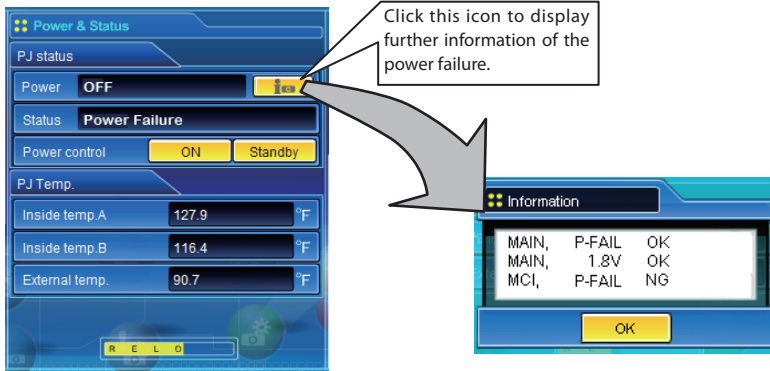 Power & Status
PJ status
Power OFF
Status Power Failure
Power control ON Standby
PJ Temp.
Inside temp.A 127.9 °F
Inside temp.B 116.4 °F
External temp. 90.7 °F
R E L O
Click this icon to display
further information of the
power failure.
Information
MAIN, P-FAIL OK
MAIN, 1.8V OK
MCI, P-FAIL NG
OK